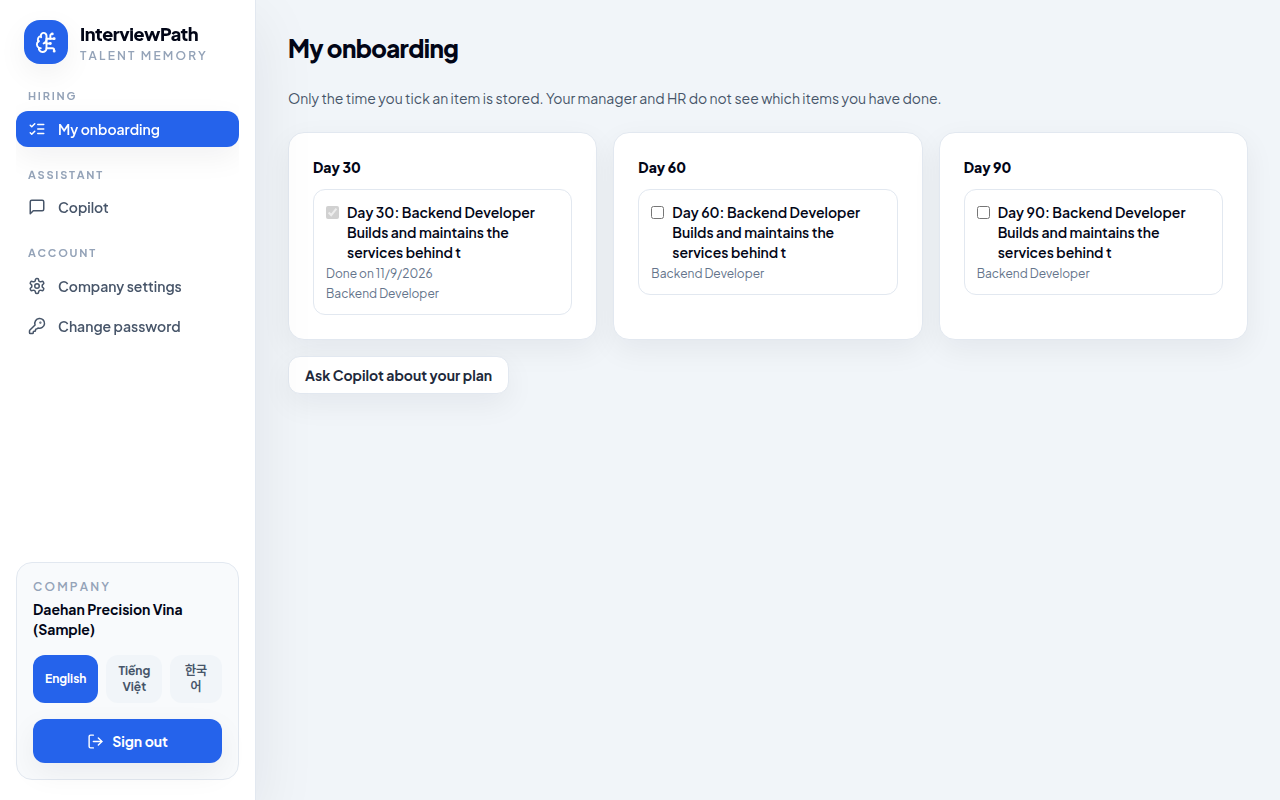 InterviewPath
TALENT MEMORY
HIRING
My onboarding
ASSISTANT
Copilot
ACCOUNT
Company settings
Change password
COMPANY
Daehan Precision Vina
(Sample)
English
Tiếng
Việt
한국
어
Sign out
My onboarding
Only the time you tick an item is stored. Your manager and HR do not see which items you have done.
Day 30
Day 30: Backend Developer
Builds and maintains the
services behind t
Done on 11/9/2026
Backend Developer
Day 60
Day 60: Backend Developer
Builds and maintains the
services behind t
Backend Developer
Day 90
Day 90: Backend Developer
Builds and maintains the
services behind t
Backend Developer
Ask Copilot about your plan